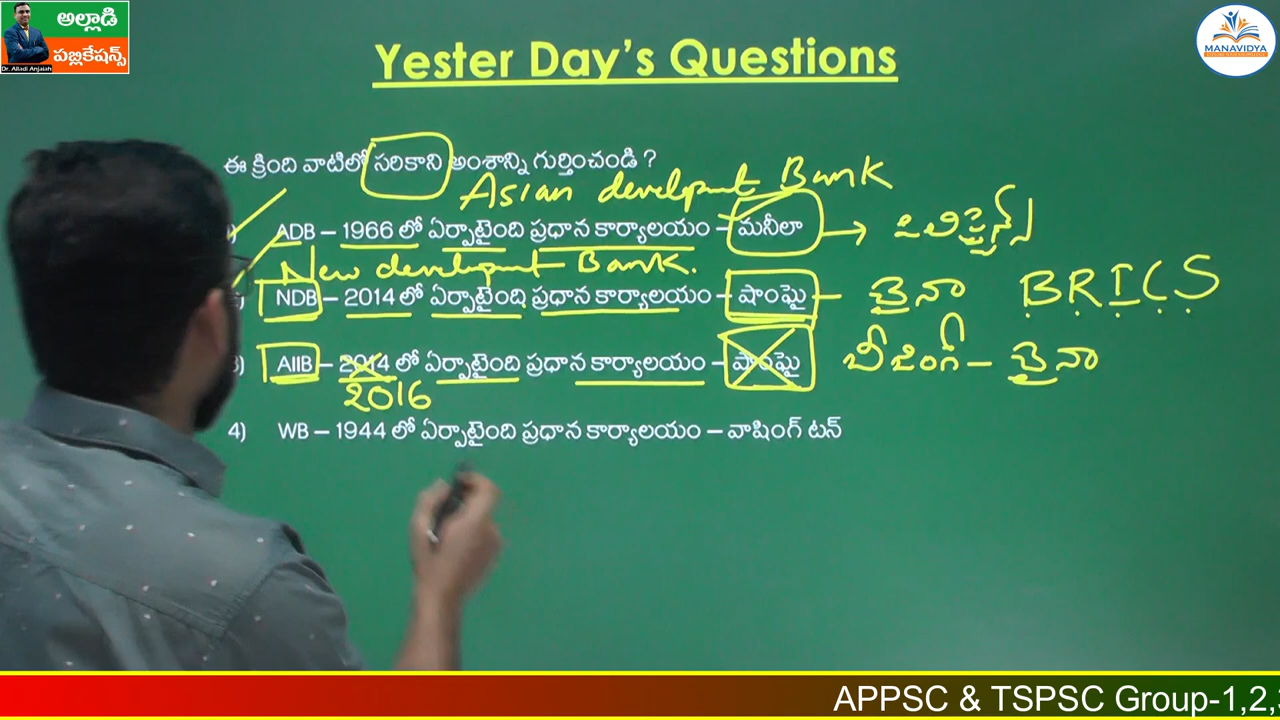 అల్లాడి
పబ్లికేషన్స్
Dr. Alladi Anjaiah
MANAVIDYA
Yester Day's Questions
ఈ క్రింది వాటిలో సరికాని అంశాన్ని గుర్తించండి ?
Asian develpment Bank
ADB – 1966 లో ఏర్పాటైంది ప్రధాన కార్యాలయం – మనీలా → ఫిలిప్పైన్స్
New develpment Bank.
NDB – 2014 లో ఏర్పాటైంది ప్రధాన కార్యాలయం – షాంఘై – చైనా BRICS
3) AIIB – 2014 లో ఏర్పాటైంది ప్రధాన కార్యాలయం – షాంఘై బీజింగ్ – చైనా
2016
4) WB – 1944 లో ఏర్పాటైంది ప్రధాన కార్యాలయం – వాషింగ్ టన్
APPSC & TSPSC Group-1,2,